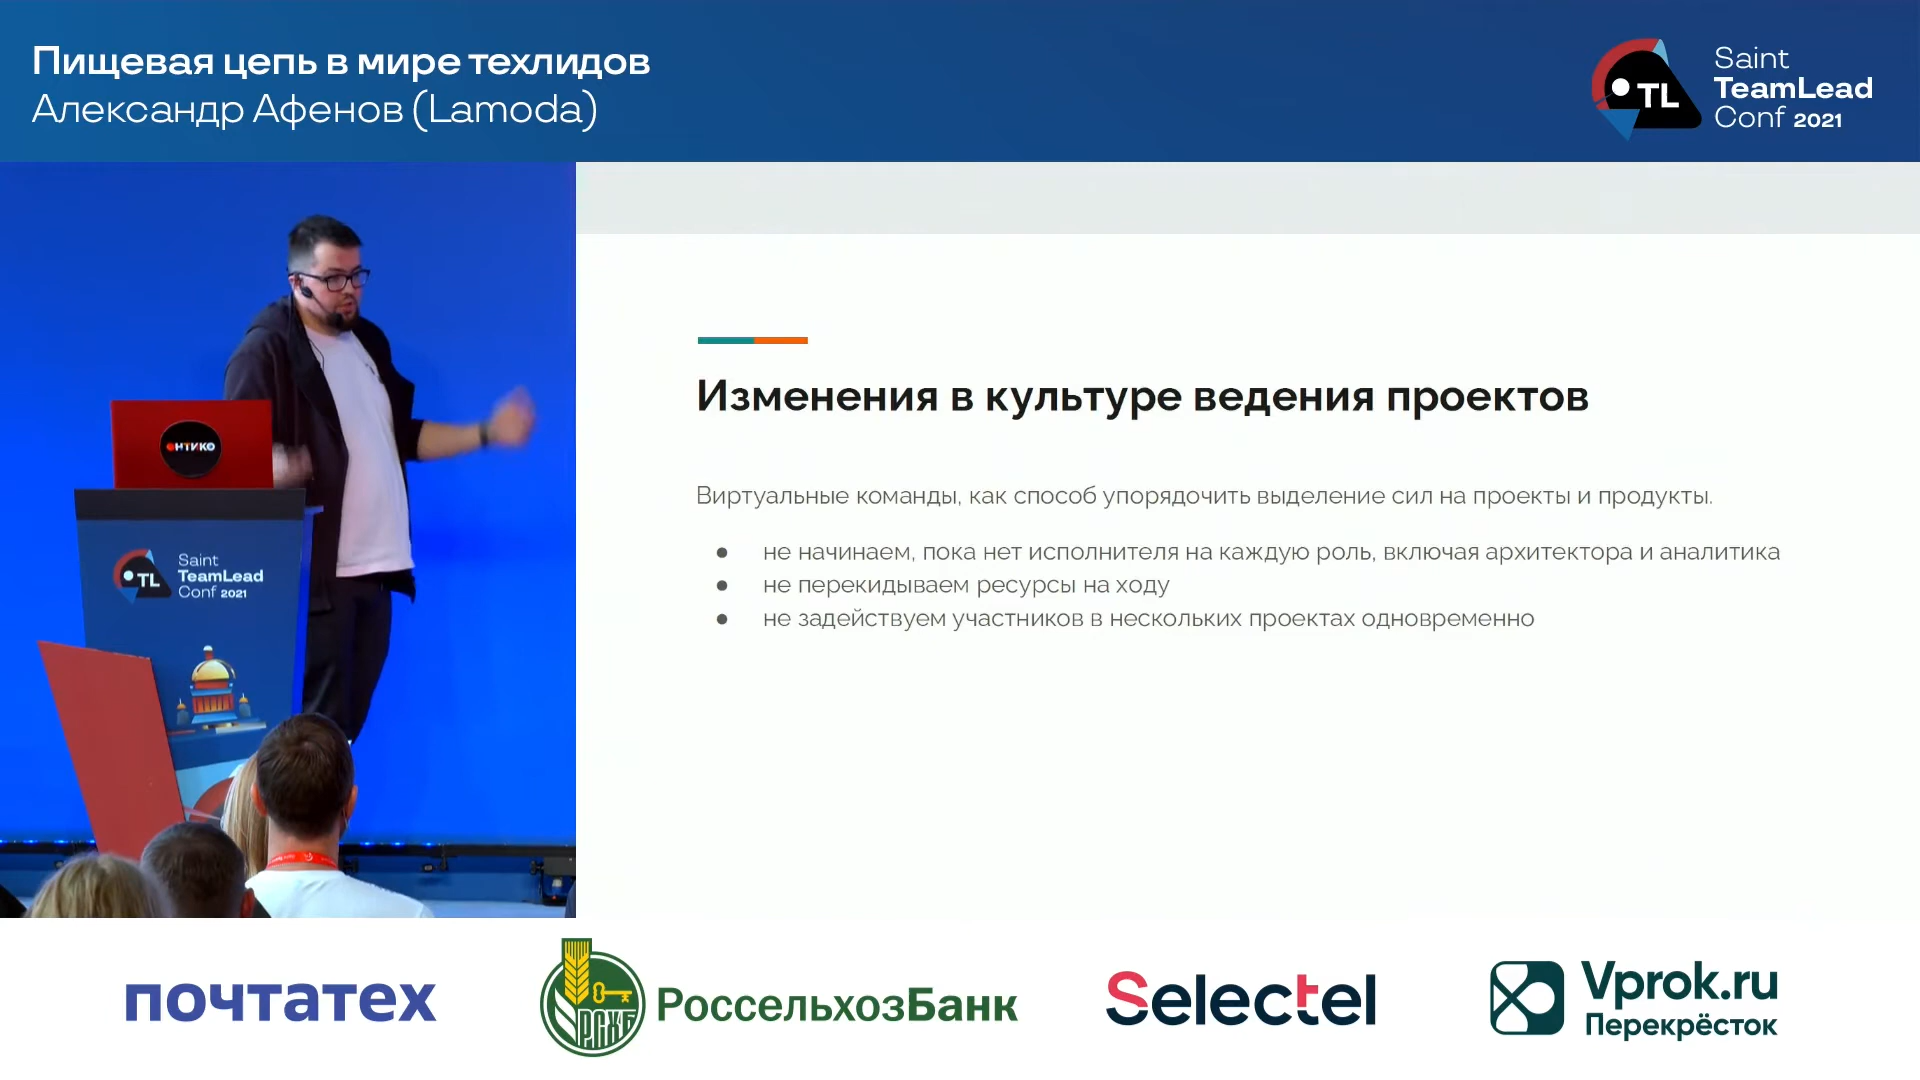 Пищевая цепь в мире техлидов
Александр Афенов (Lamoda)
TL
Saint
TeamLead
Conf 2021
Изменения в культуре ведения проектов
Виртуальные команды, как способ упорядочить выделение сил на проекты и продукты.
● не начинаем, пока нет исполнителя на каждую роль, включая архитектора и аналитика
● не перекидываем ресурсы на ходу
● не задействуем участников в нескольких проектах одновременно
ОНТИКО
TL
Saint
TeamLead
Conf 2021
почтатех
РСХБ
РоссельхозБанк
Selectel
Vprok.ru
Перекрёсток